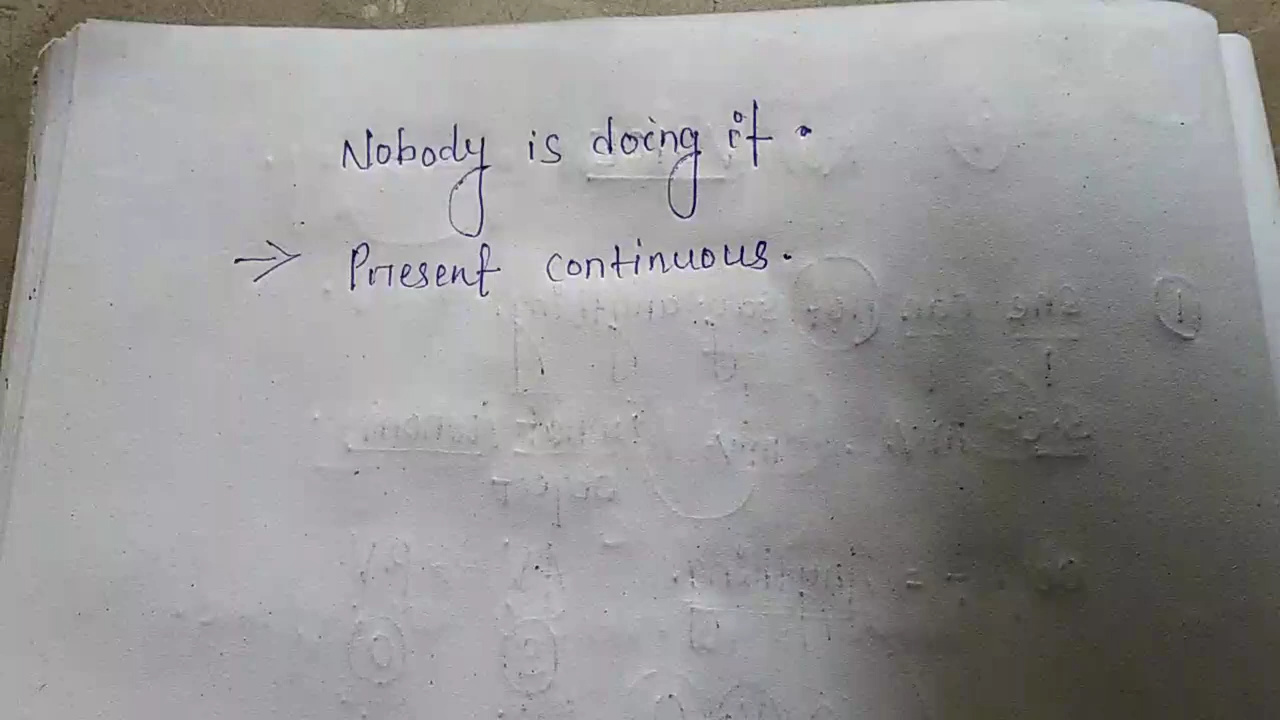 Nobody is doing it.
→ Present continuous.